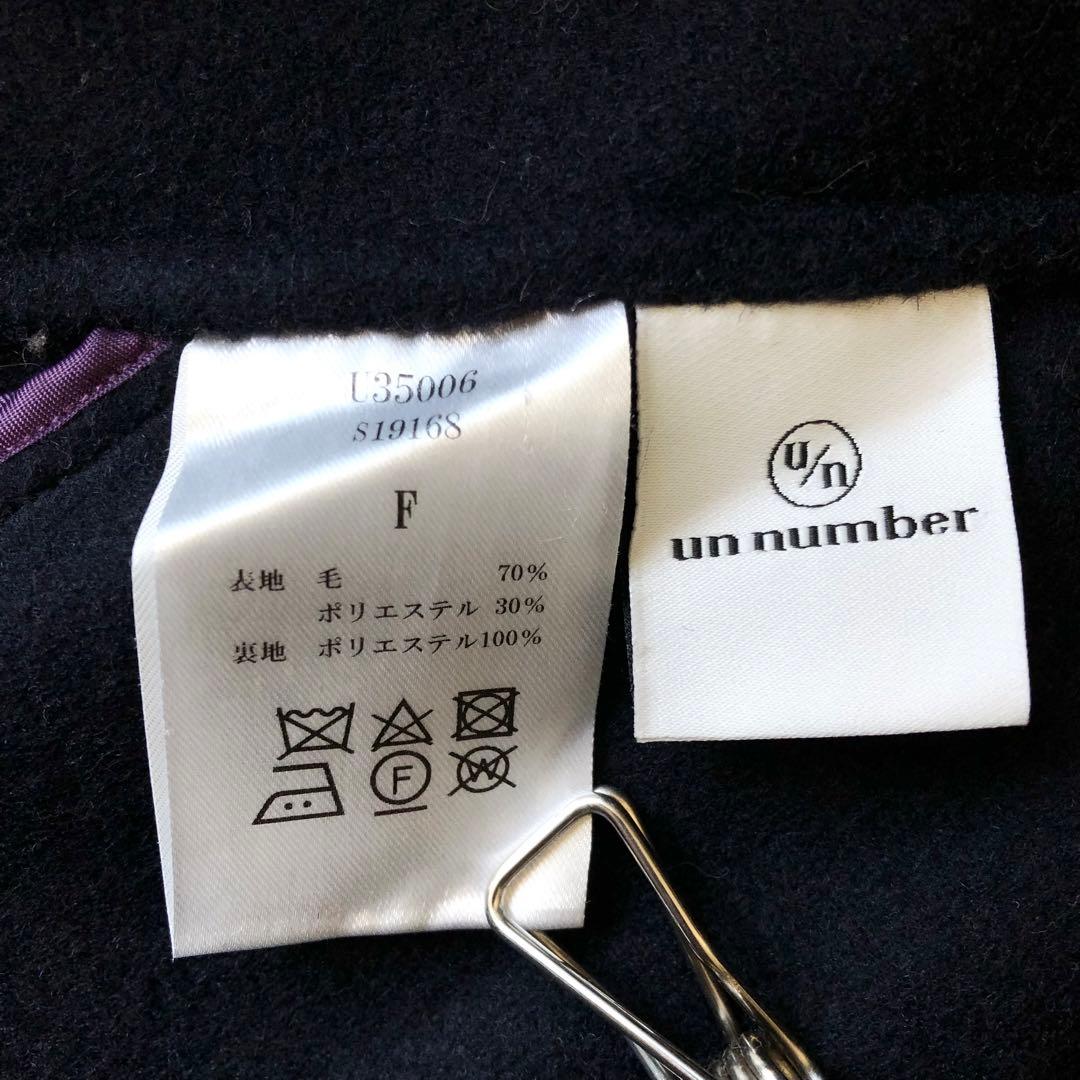 U35006
S19168
F
表地 毛 70%
ポリエステル 30%
裏地 ポリエステル100%
F
W
u/n
un number